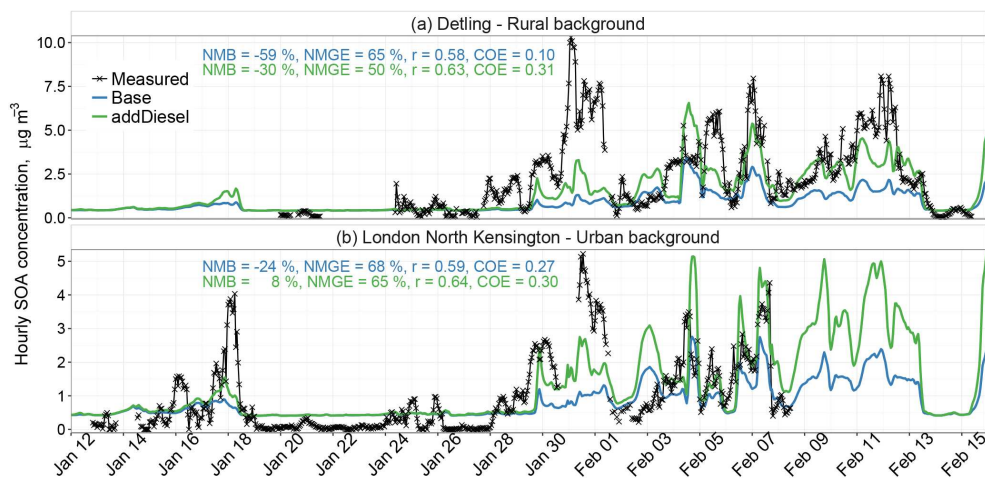 (a) Detling - Rural background
NMB = -59 %, NMGE = 65 %, r = 0.58, COE = 0.10
NMB = -30 %, NMGE = 50 %, r = 0.63, COE = 0.31
Measured
Base
addDiesel
10.0
7.5
5.0
2.5
0.0
Hourly SOA concentration, μg m⁻³
(b) London North Kensington - Urban background
NMB = -24 %, NMGE = 68 %, r = 0.59, COE = 0.27
NMB = 8 %, NMGE = 65 %, r = 0.64, COE = 0.30
5
4
3
2
1
0
Jan 12 Jan 14 Jan 16 Jan 18 Jan 20 Jan 22 Jan 24 Jan 26 Jan 28 Jan 30 Feb 01 Feb 03 Feb 05 Feb 07 Feb 09 Feb 11 Feb 13 Feb 15